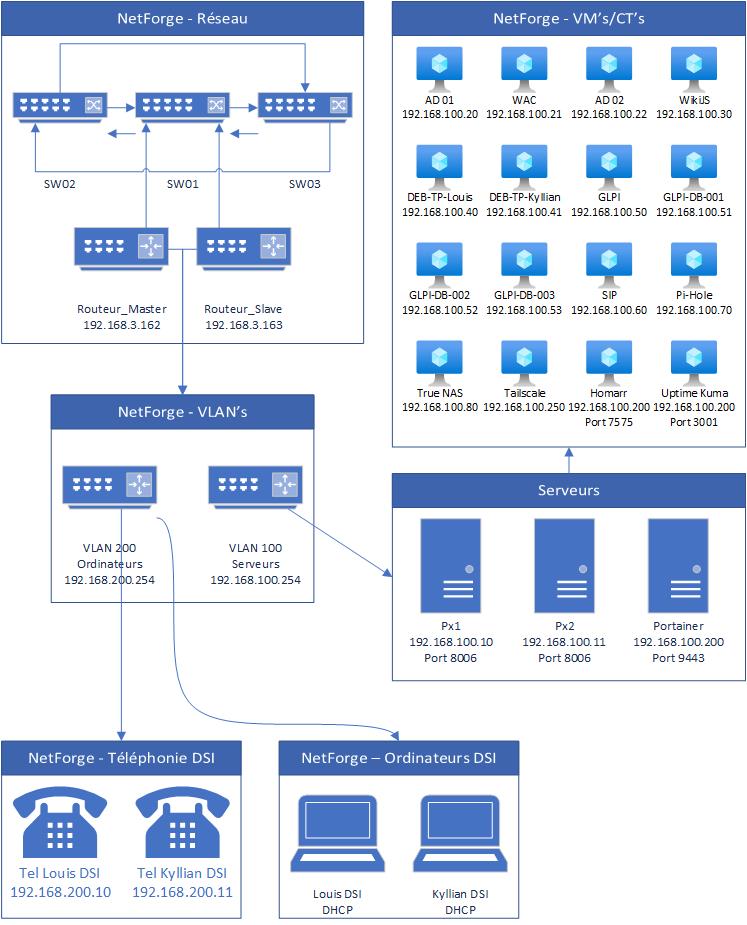 NetForge - Réseau
SW02
SW01
SW03
Routeur_Master
192.168.3.162
Routeur_Slave
192.168.3.163
NetForge - VM's/CT's
AD 01
192.168.100.20
WAC
192.168.100.21
AD 02
192.168.100.22
WikiJS
192.168.100.30
DEB-TP-Louis
192.168.100.40
DEB-TP-Kyllian
192.168.100.41
GLPI
192.168.100.50
GLPI-DB-001
192.168.100.51
GLPI-DB-002
192.168.100.52
GLPI-DB-003
192.168.100.53
SIP
192.168.100.60
Pi-Hole
192.168.100.70
True NAS
192.168.100.80
Tailscale
192.168.100.250
Homarr
192.168.100.200
Port 7575
Uptime Kuma
192.168.100.200
Port 3001
NetForge - VLAN's
VLAN 200
Ordinateurs
192.168.200.254
VLAN 100
Serveurs
192.168.100.254
Serveurs
Px1
192.168.100.10
Port 8006
Px2
192.168.100.11
Port 8006
Portainer
192.168.100.200
Port 9443
NetForge - Téléphonie DSI
Tel Louis DSI
192.168.200.10
Tel Kyllian DSI
192.168.200.11
NetForge – Ordinateurs DSI
Louis DSI
DHCP
Kyllian DSI
DHCP